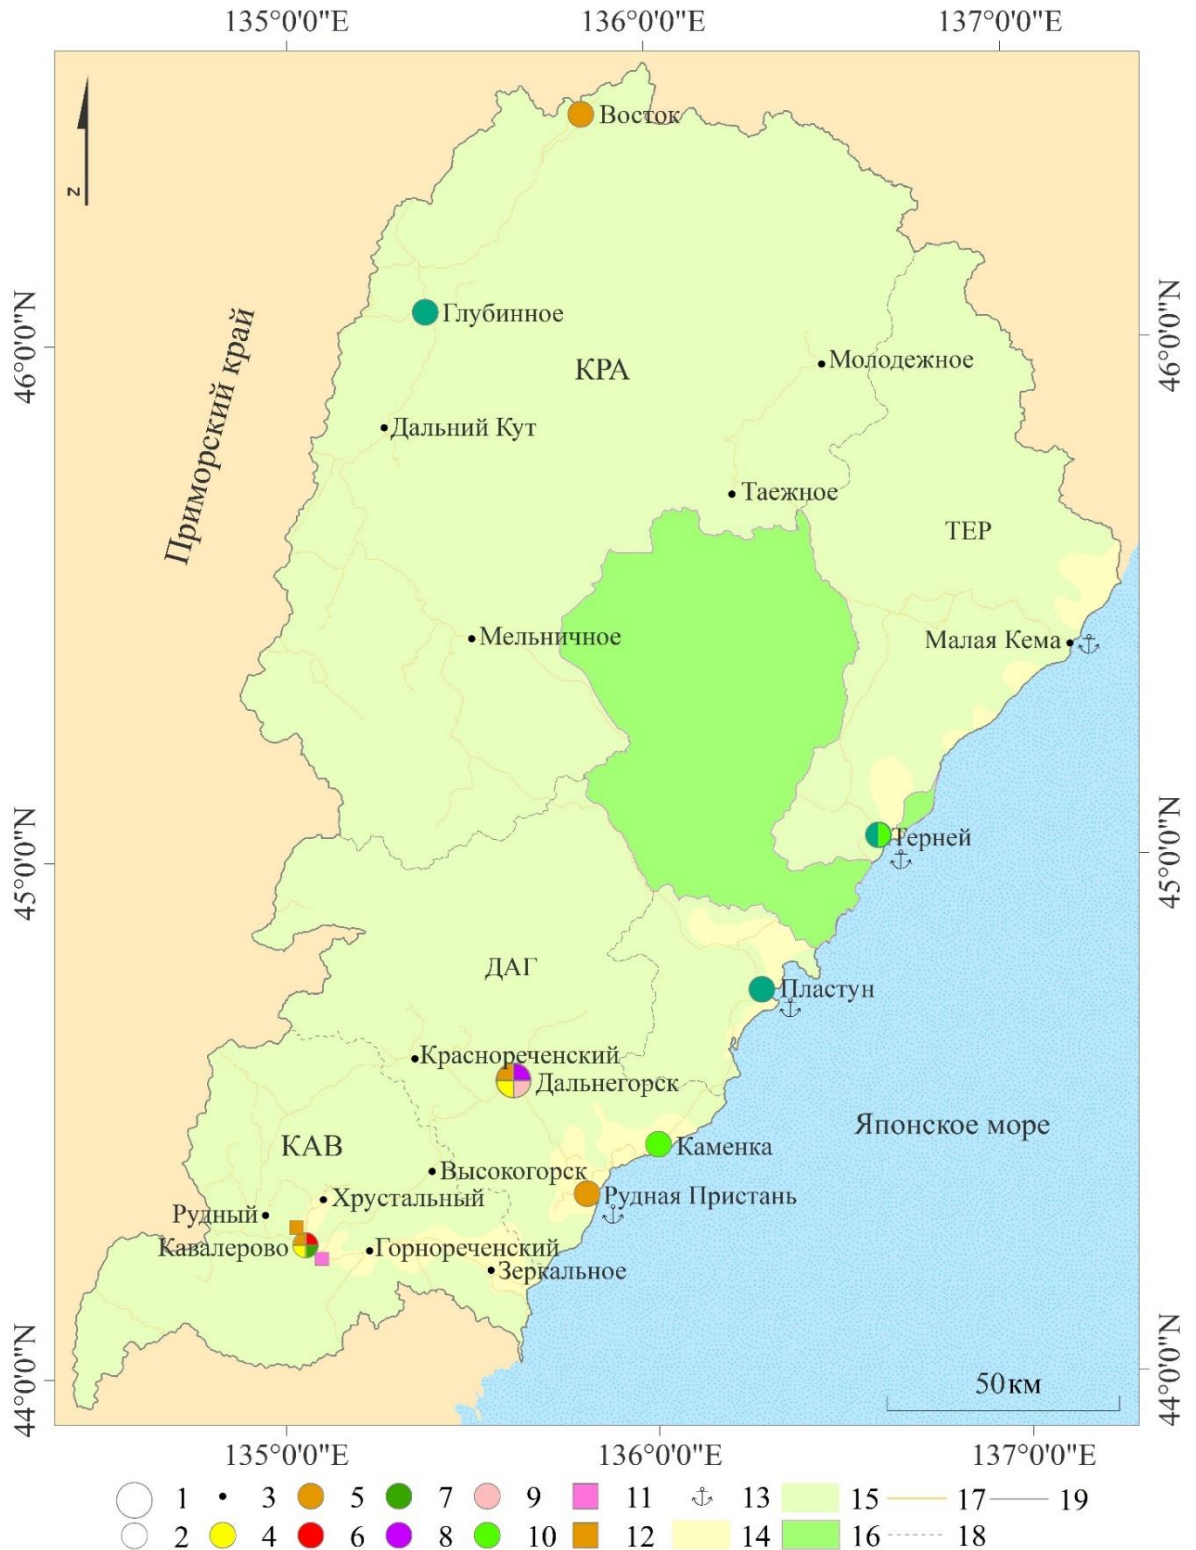 135°0'0"E 136°0'0"E 137°0'0"E
Восток
z
46°0'0"N
46°0'0"N
Глубинное
КРА
Молодежное
Приморский край
Дальний Кут
Таежное
ТЕР
Мельничное
Малая Кема
Терней
45°0'0"N
45°0'0"N
ДАГ
Пластун
Краснореченский
Дальнегорск
Японское море
КАВ
Каменка
Высокогорск
Хрустальный
Рудная Пристань
Рудный
Кавалерово
Горнореченский
Зеркальное
44°0'0"N
44°0'0"N
50 км
135°0'0"E 136°0'0"E 137°0'0"E
1 3 5 7 9 11 13 15 17 19
2 4 6 8 10 12 14 16 18